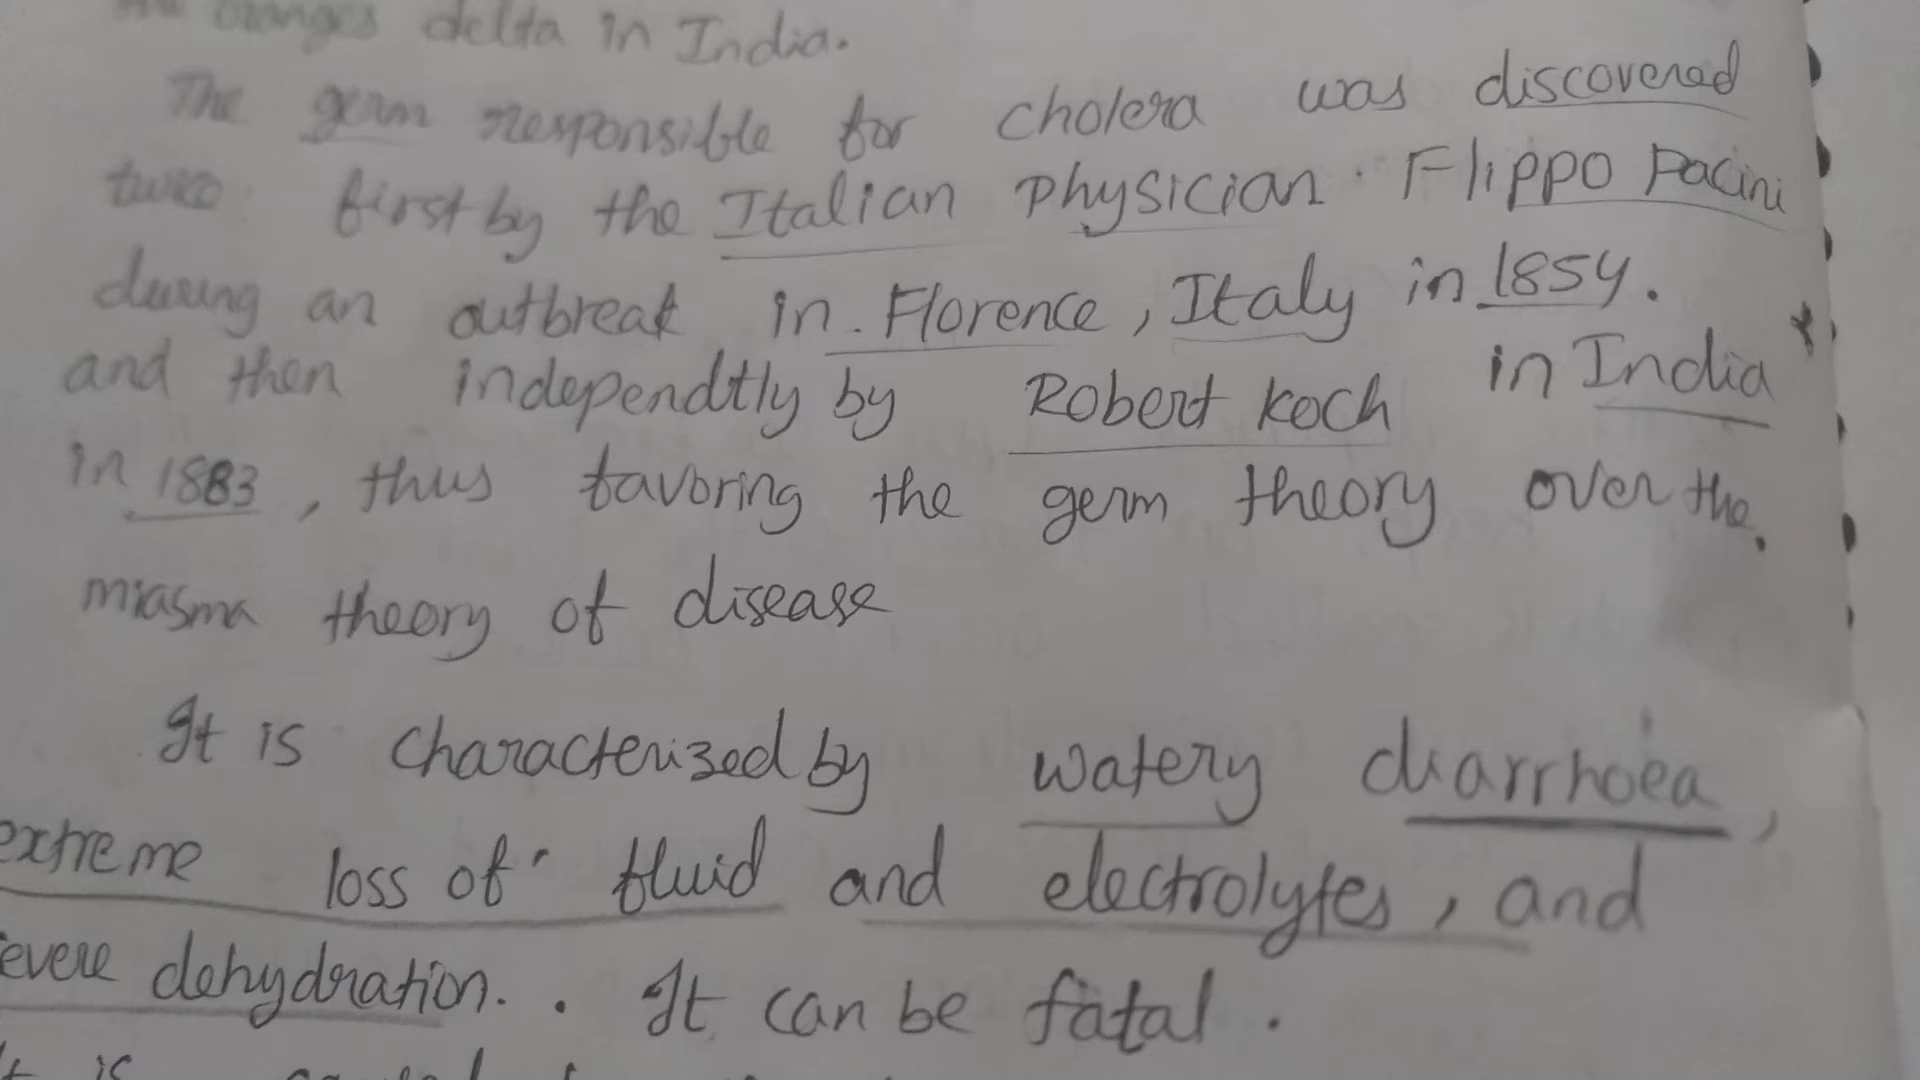 Ganges delta in India.
The germ responsible for cholera was discovered
twice first by the Italian Physician Flippo Pacini
during an outbreak in Florence, Italy in 1854.
and then independtly by Robert Koch in India
in 1883, thus favoring the germ theory over the
miasma theory of disease
It is characterized by watery diarrhoea,
extreme loss of fluid and electrolytes, and
severe dehydration. . It can be fatal.